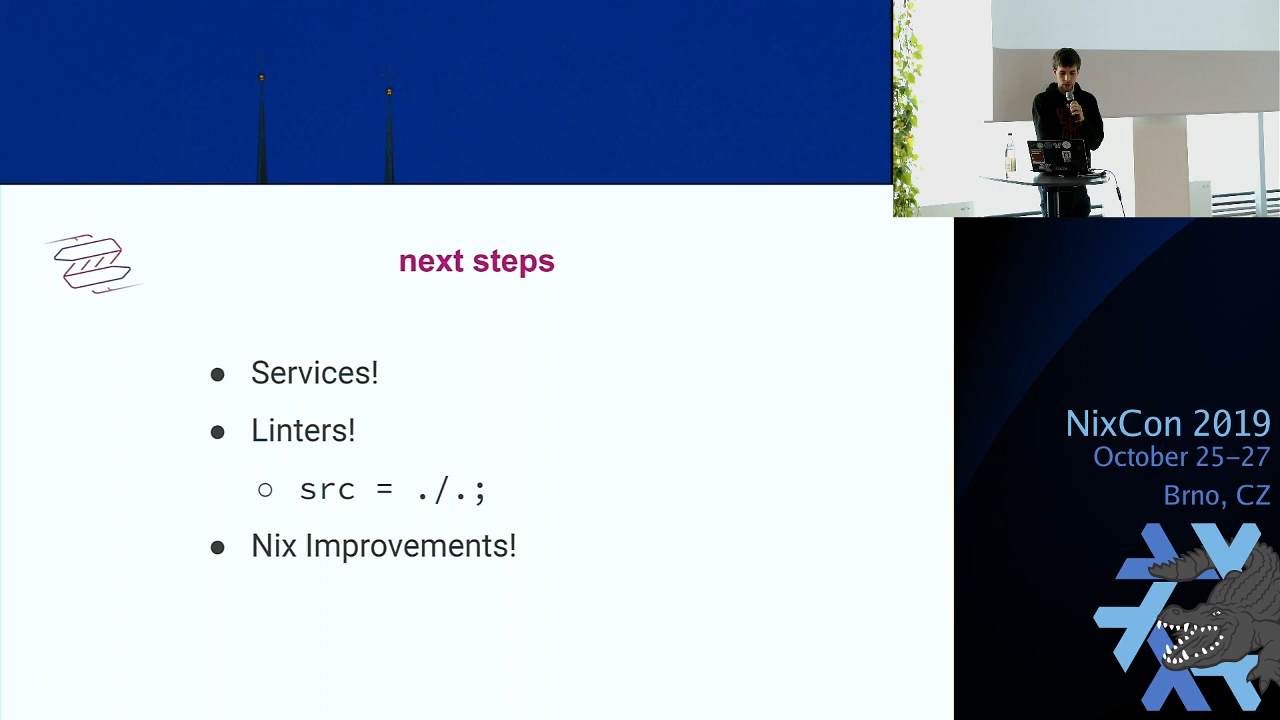 next steps
● Services!
● Linters!
○ src = ./.;
● Nix Improvements!
NixCon 2019
October 25–27
Brno, CZ